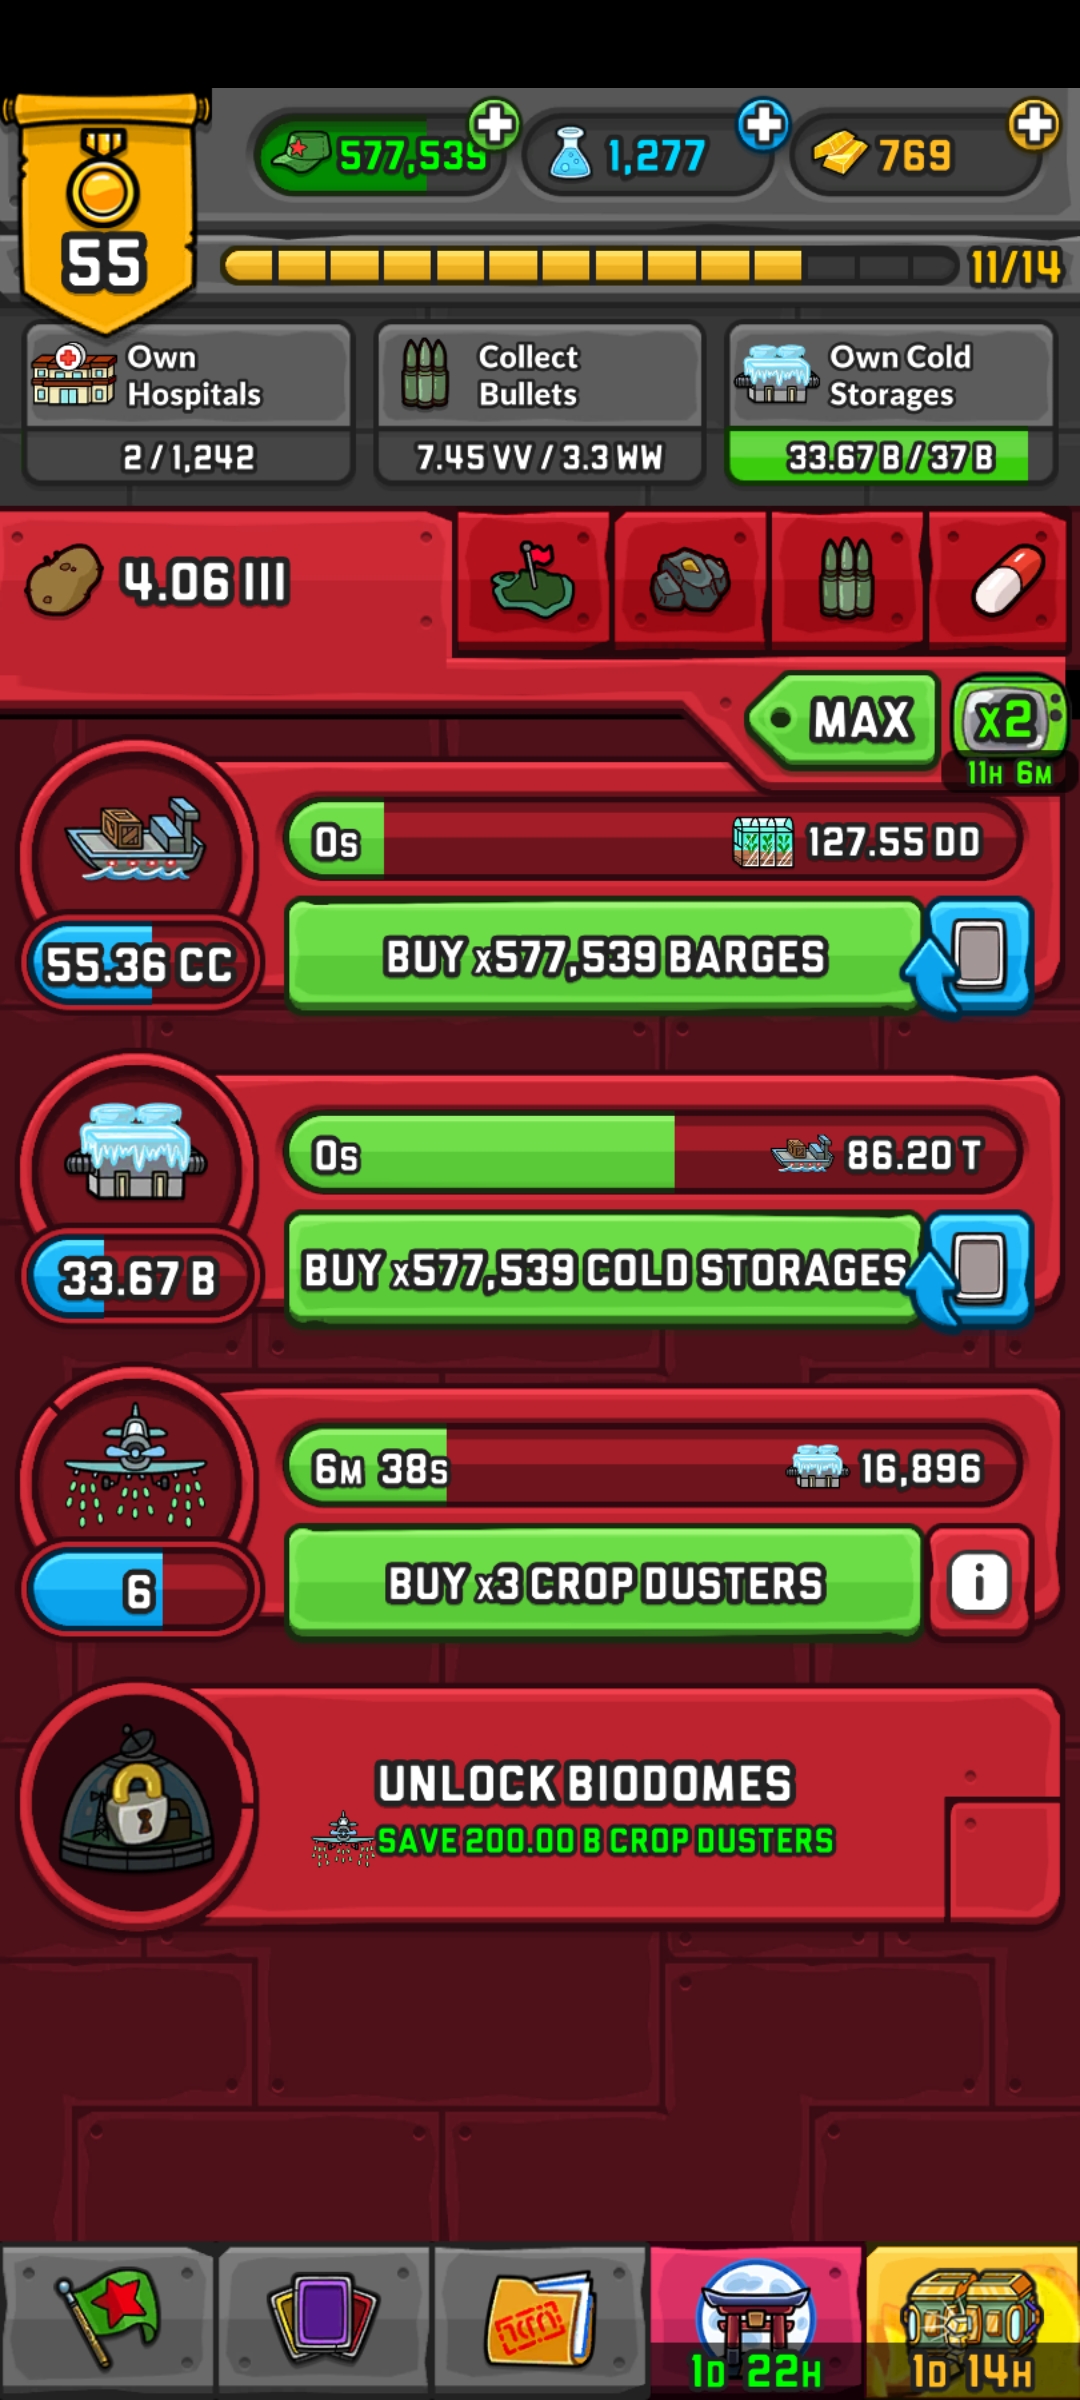 577,539
1,277
769
55
11/14
Own
Hospitals
2 / 1,242
Collect
Bullets
7.45 VV / 3.3 WW
Own Cold
Storages
33.67 B / 37 B
4.06 III
MAX
x2
11H 6M
0s
127.55 DD
55.36 CC
BUY x577,539 BARGES
0s
86.20 T
33.67 B
BUY x577,539 COLD STORAGES
6M 38s
16,896
6
BUY x3 CROP DUSTERS
i
UNLOCK BIODOMES
SAVE 200.00 B CROP DUSTERS
1D 22H
1D 14H